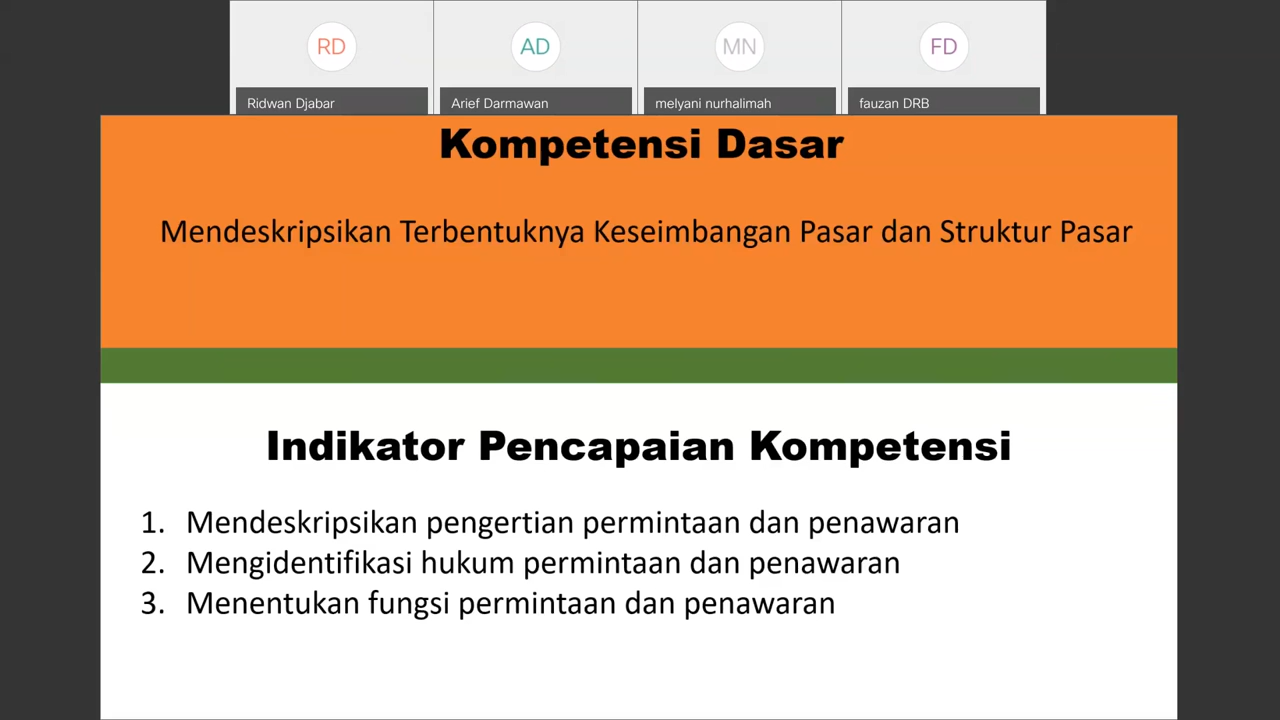 RD
AD
MN
FD
Ridwan Djabar
Arief Darmawan
melyani nurhalimah
fauzan DRB
Kompetensi Dasar
Mendeskripsikan Terbentuknya Keseimbangan Pasar dan Struktur Pasar
Indikator Pencapaian Kompetensi
1. Mendeskripsikan pengertian permintaan dan penawaran
2. Mengidentifikasi hukum permintaan dan penawaran
3. Menentukan fungsi permintaan dan penawaran